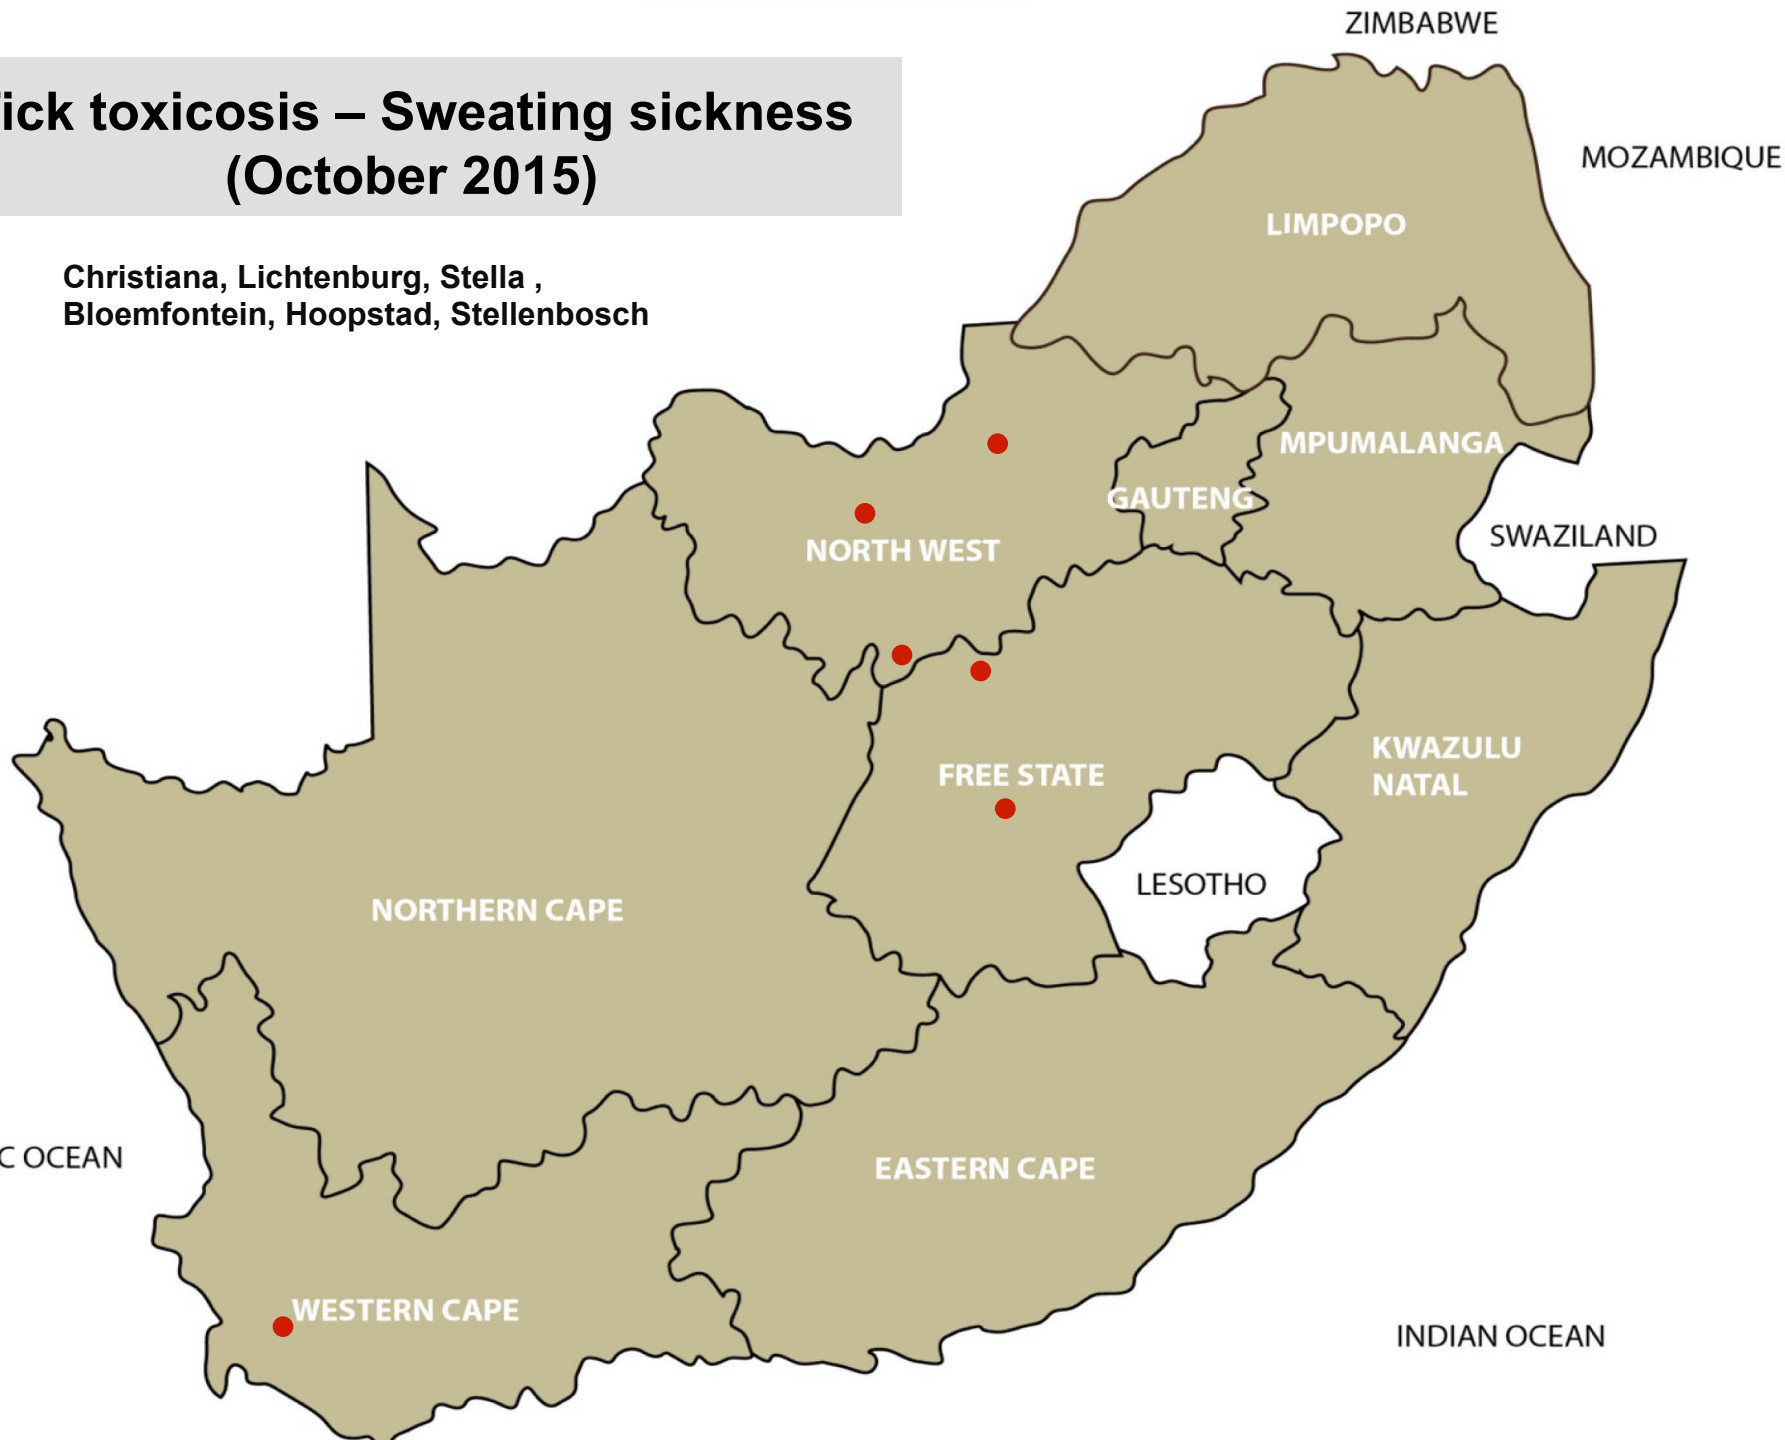 ick toxicosis – Sweating sickness
(October 2015)
Christiana, Lichtenburg, Stella ,
Bloemfontein, Hoopstad, Stellenbosch
ZIMBABWE
MOZAMBIQUE
LIMPOPO
MPUMALANGA
GAUTENG
SWAZILAND
NORTH WEST
KWAZULU
NATAL
FREE STATE
LESOTHO
NORTHERN CAPE
C OCEAN
EASTERN CAPE
WESTERN CAPE
INDIAN OCEAN